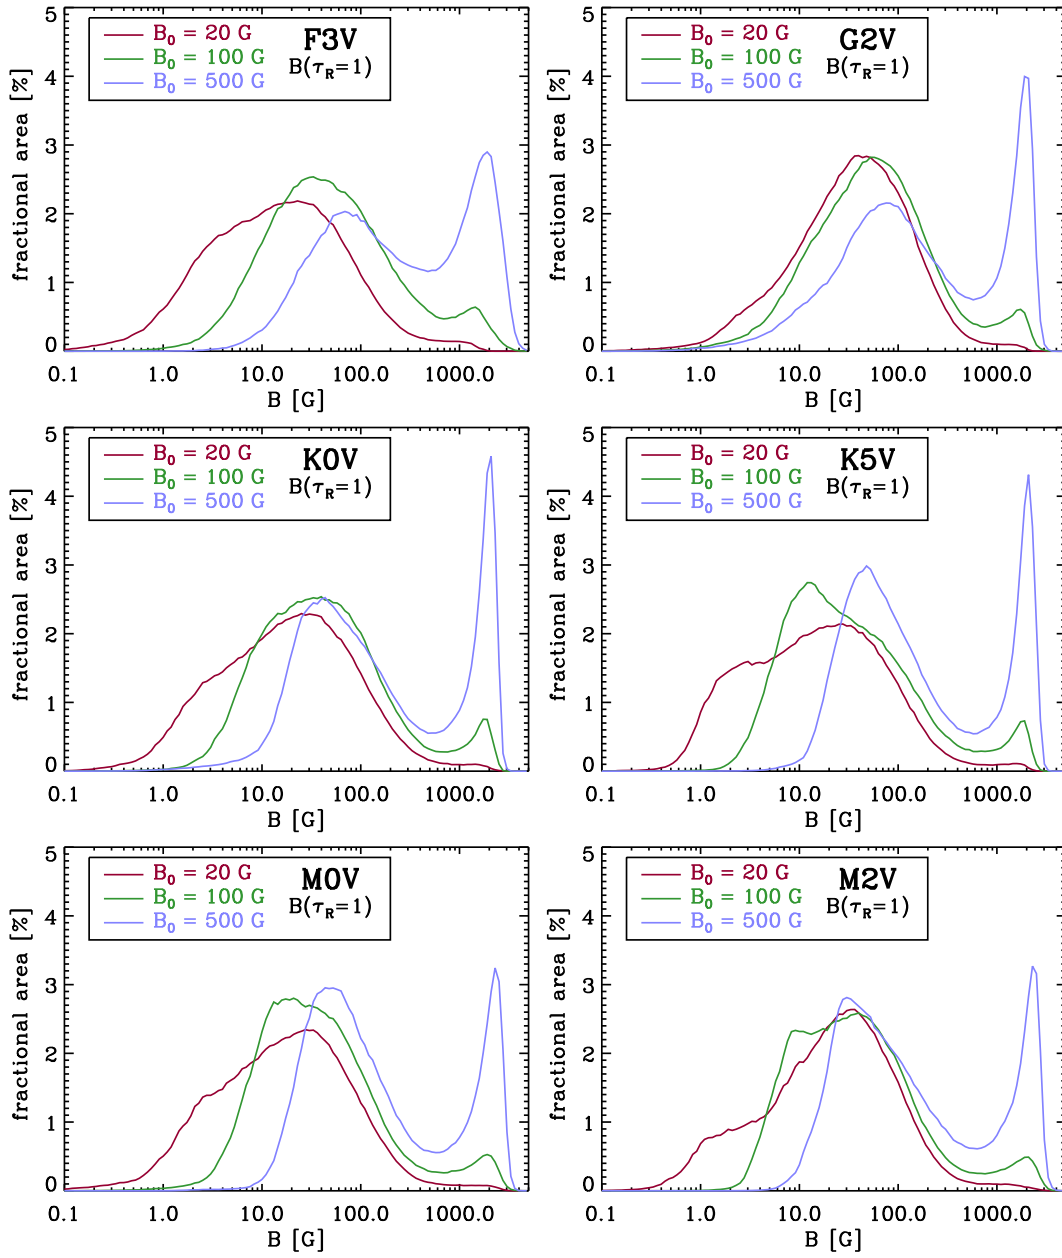 5
4
3
2
1
0
fractional area [%]
B₀ = 20 G
B₀ = 100 G
B₀ = 500 G
F3V
B(τ_R=1)
0.1 1.0 10.0 100.0 1000.0
B [G]
5
4
3
2
1
0
fractional area [%]
B₀ = 20 G
B₀ = 100 G
B₀ = 500 G
G2V
B(τ_R=1)
0.1 1.0 10.0 100.0 1000.0
B [G]
5
4
3
2
1
0
fractional area [%]
B₀ = 20 G
B₀ = 100 G
B₀ = 500 G
K0V
B(τ_R=1)
0.1 1.0 10.0 100.0 1000.0
B [G]
5
4
3
2
1
0
fractional area [%]
B₀ = 20 G
B₀ = 100 G
B₀ = 500 G
K5V
B(τ_R=1)
0.1 1.0 10.0 100.0 1000.0
B [G]
5
4
3
2
1
0
fractional area [%]
B₀ = 20 G
B₀ = 100 G
B₀ = 500 G
M0V
B(τ_R=1)
0.1 1.0 10.0 100.0 1000.0
B [G]
5
4
3
2
1
0
fractional area [%]
B₀ = 20 G
B₀ = 100 G
B₀ = 500 G
M2V
B(τ_R=1)
0.1 1.0 10.0 100.0 1000.0
B [G]